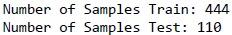 Number of Samples Train: 444
Number of Samples Test: 110